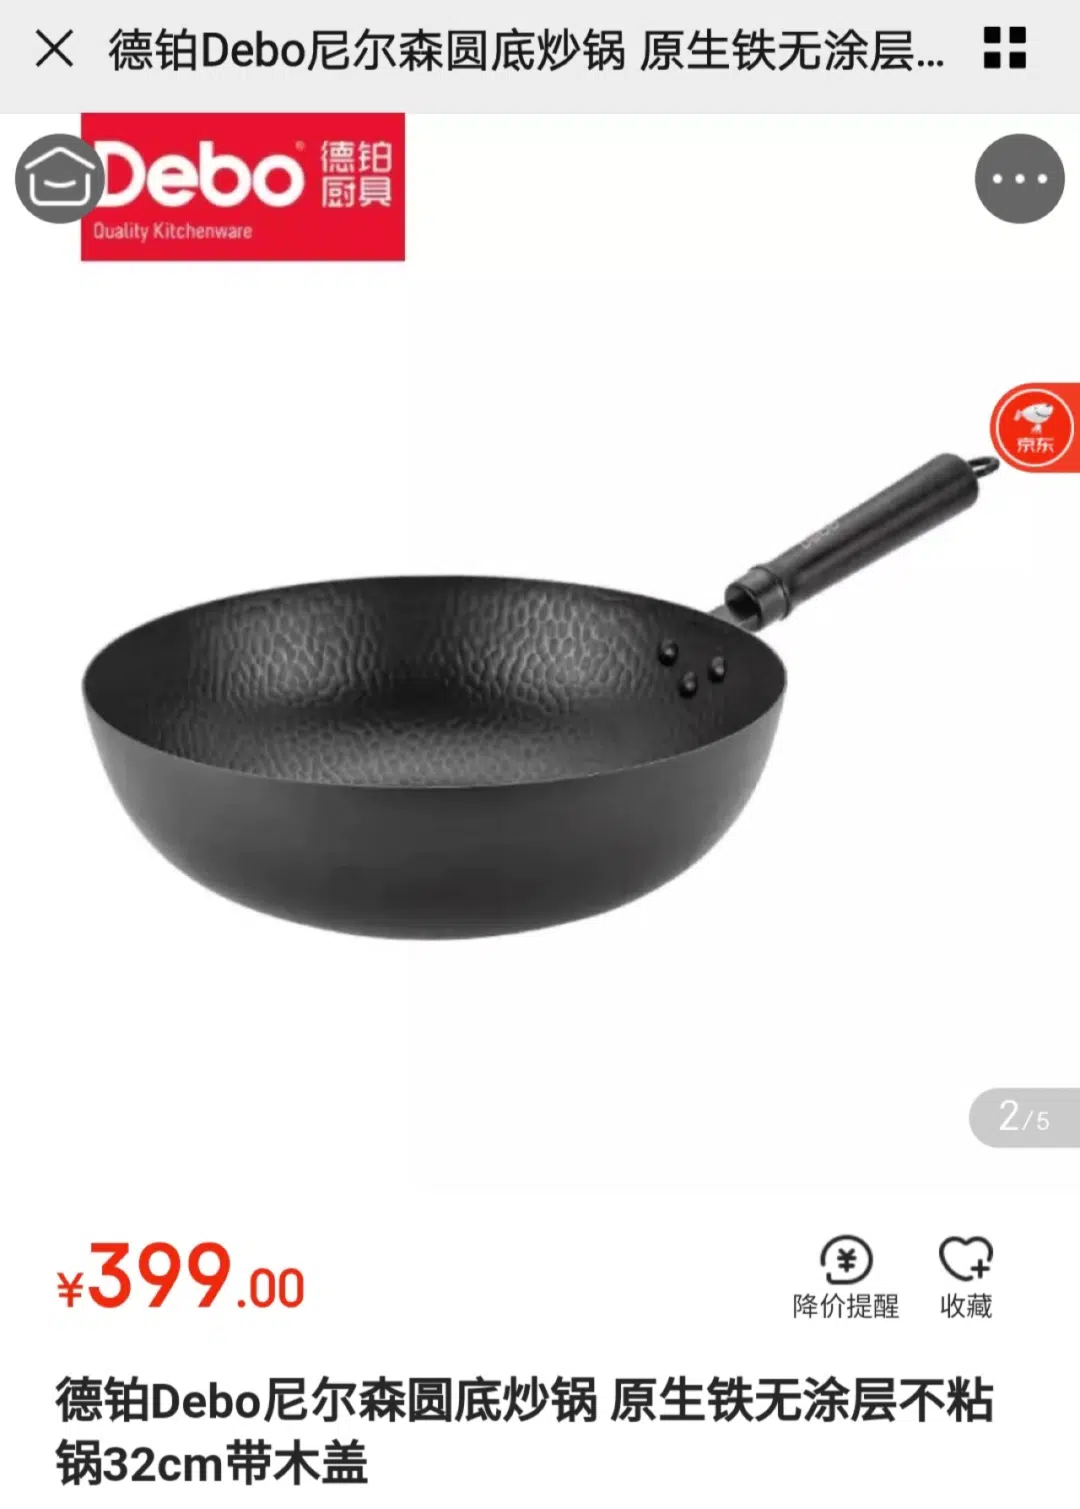 德铂Debo尼尔森圆底炒锅 原生铁无涂层...
Debo® 德铂
厨具
Quality Kitchenware
京东
Debo
2/5
¥399.00
降价提醒 收藏
德铂Debo尼尔森圆底炒锅 原生铁无涂层不粘
锅32cm带木盖